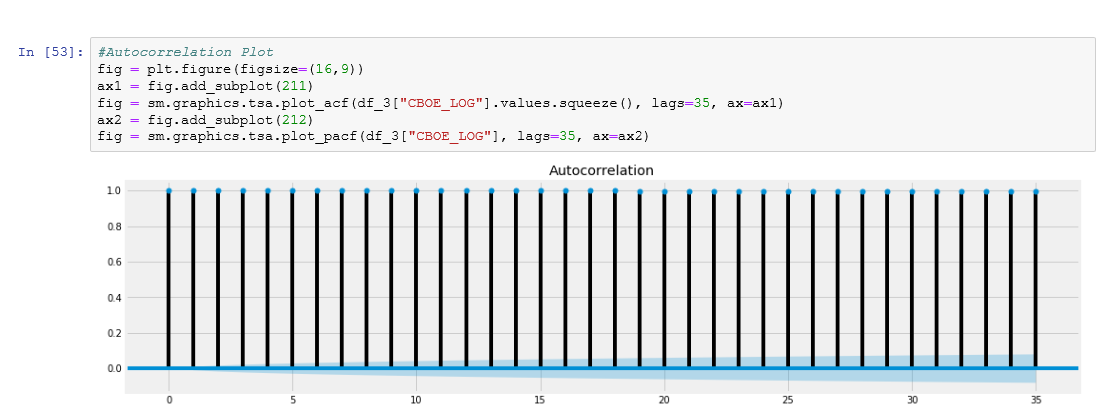 In [53]: #Autocorrelation Plot
fig = plt.figure(figsize=(16,9))
ax1 = fig.add_subplot(211)
fig = sm.graphics.tsa.plot_acf(df_3["CBOE_LOG"].values.squeeze(), lags=35, ax=ax1)
ax2 = fig.add_subplot(212)
fig = sm.graphics.tsa.plot_pacf(df_3["CBOE_LOG"], lags=35, ax=ax2)
Autocorrelation
1.0
0.8
0.6
0.4
0.2
0.0
0 5 10 15 20 25 30 35